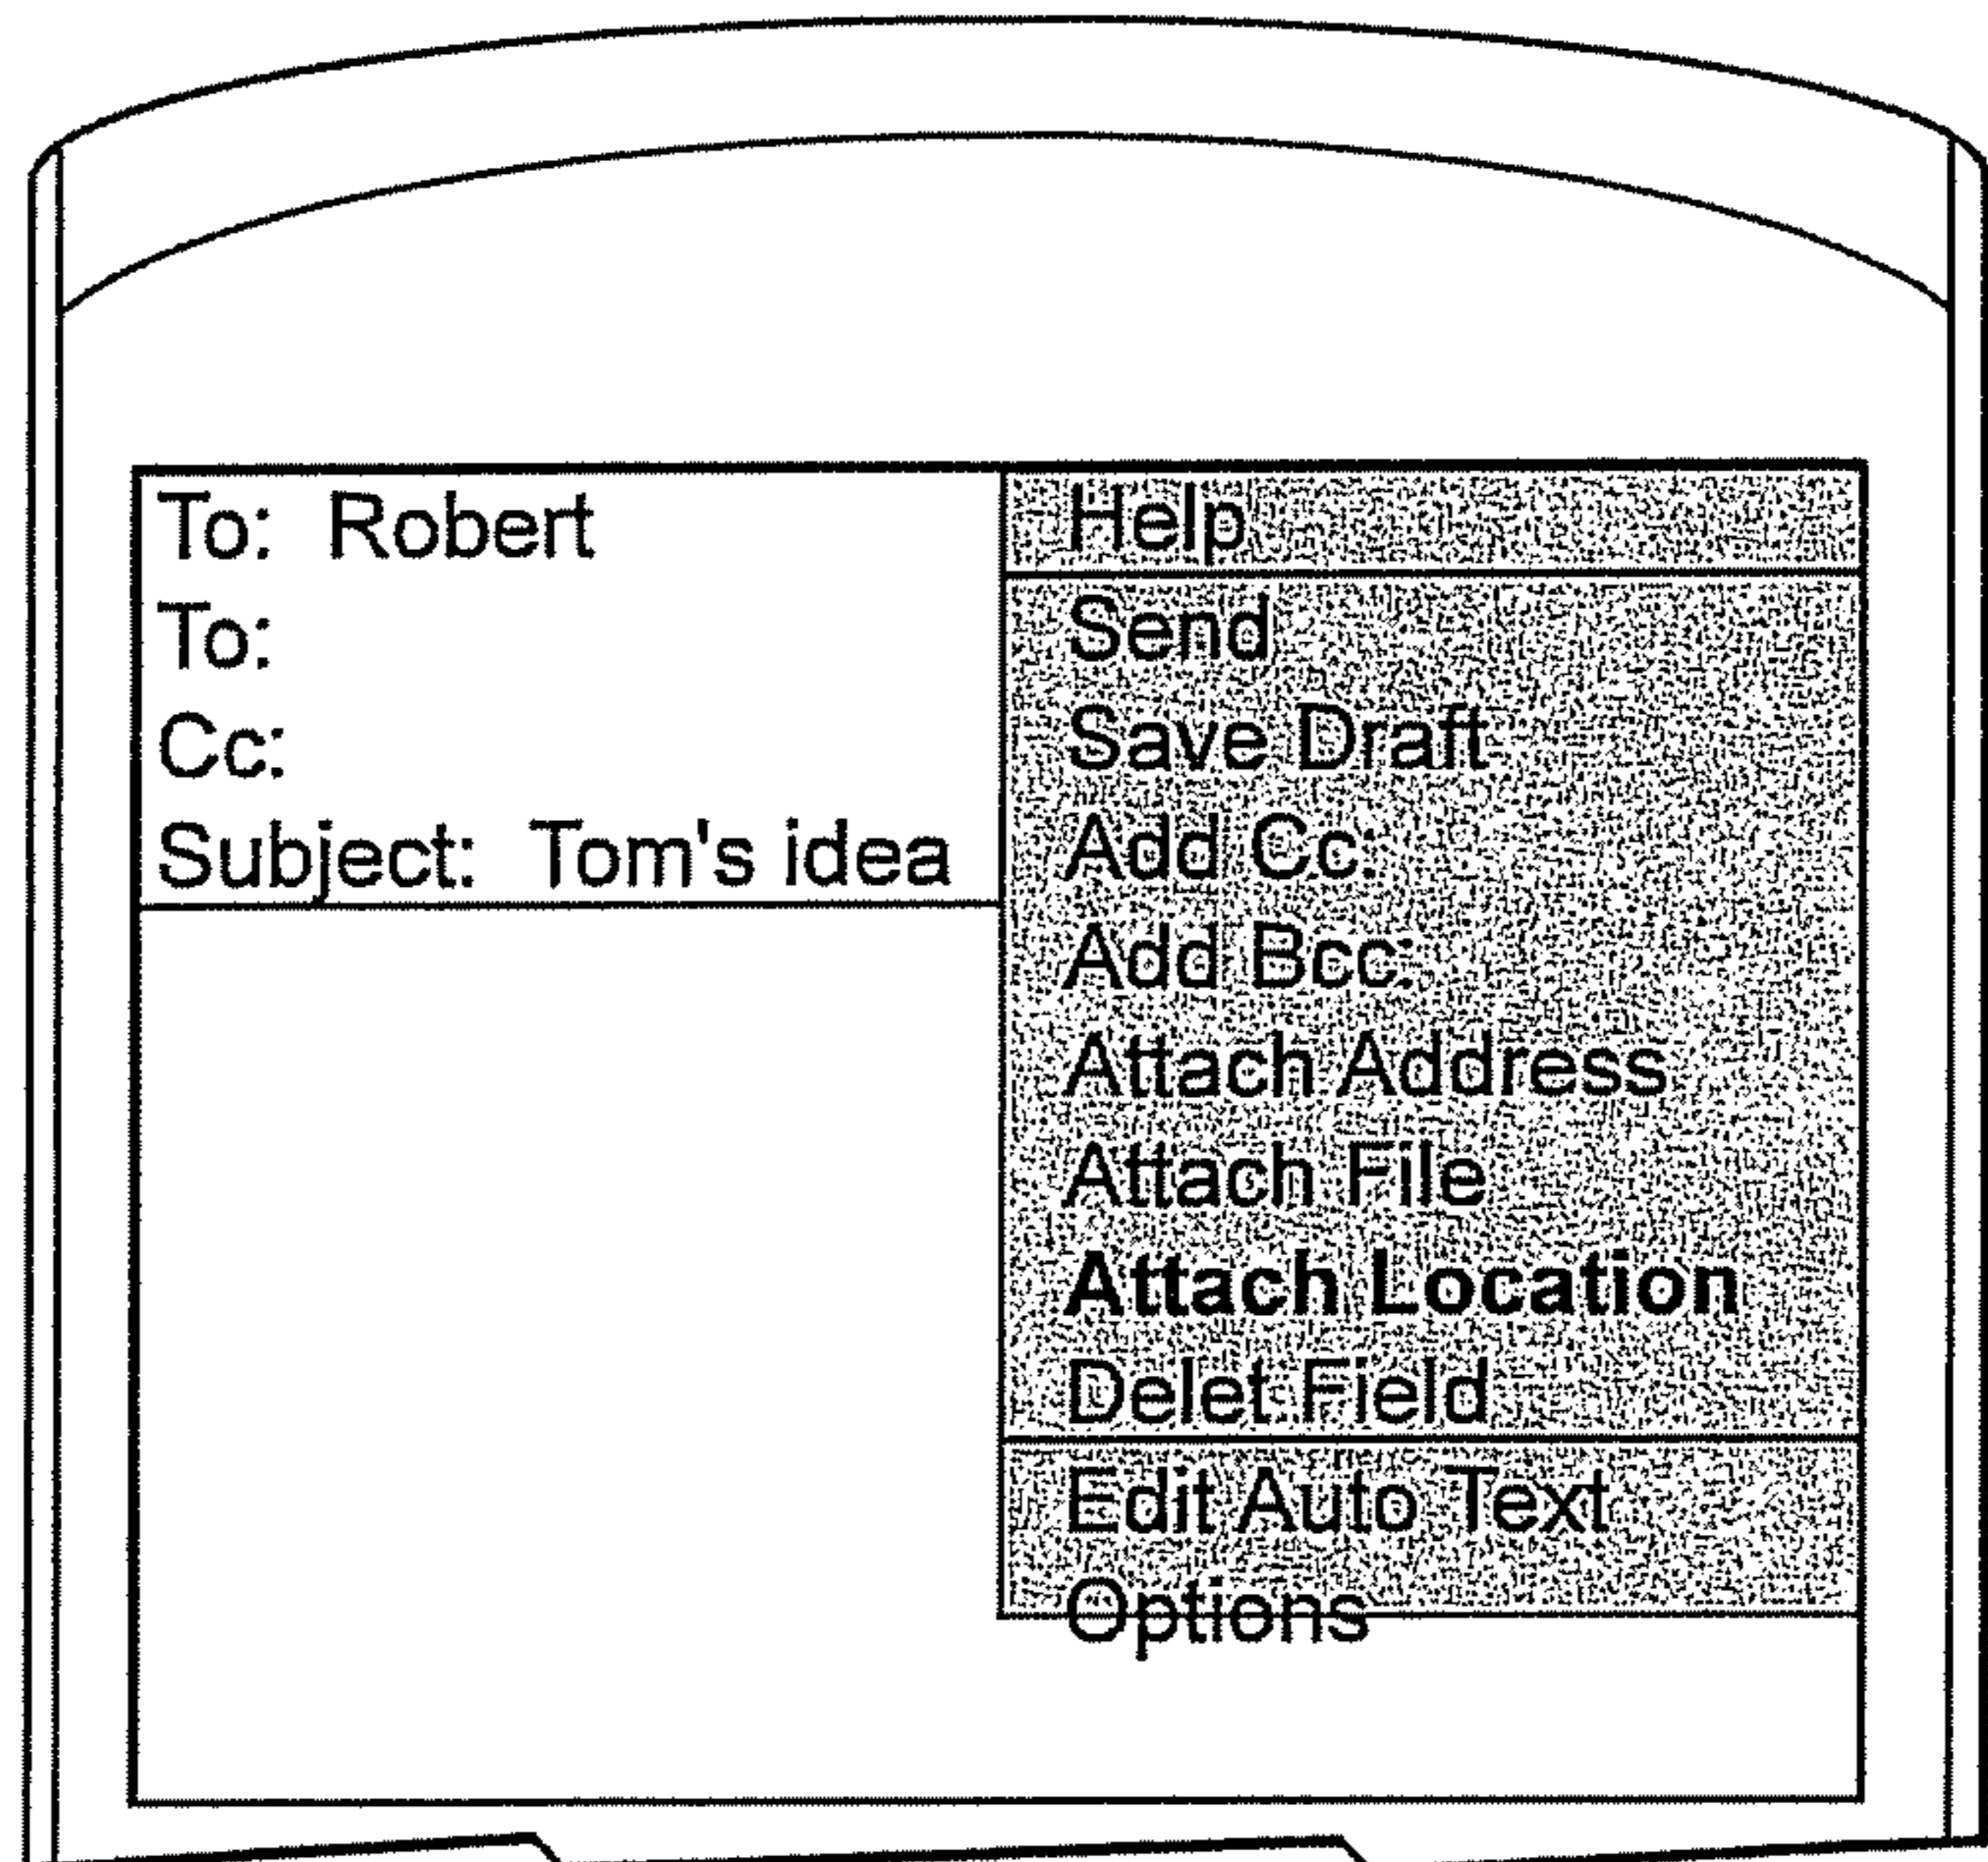 To: Robert
To:
Cc:
Subject: Tom's idea
Help
Send
Save Draft
Add Cc:
Add Bcc:
Attach Address
Attach File
Attach Location
Delet Field
Edit Auto Text
Options